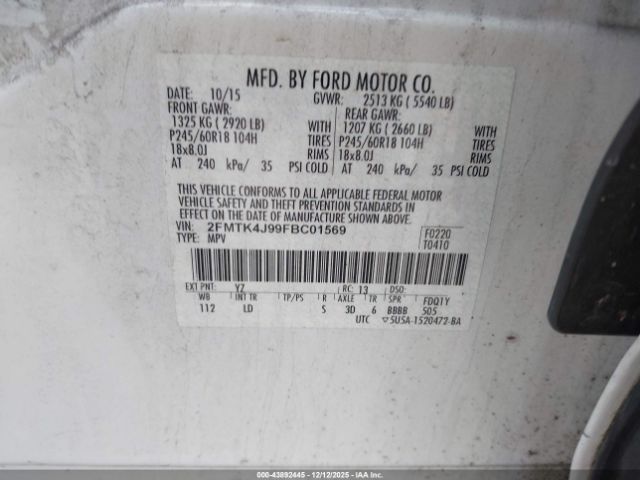 MFD. BY FORD MOTOR CO.
DATE: 10/15 GVWR: 2513 KG ( 5540 LB)
FRONT GAWR: REAR GAWR:
1325 KG ( 2920 LB) WITH 1207 KG ( 2660 LB) WITH
P245/60R18 104H TIRES P245/60R18 104H TIRES
18x8.0J RIMS 18x8.0J RIMS
AT 240 kPa/ 35 PSI COLD AT 240 kPa/ 35 PSI COLD
THIS VEHICLE CONFORMS TO ALL APPLICABLE FEDERAL MOTOR
VEHICLE SAFETY AND THEFT PREVENTION STANDARDS IN
EFFECT ON THE DATE OF MANUFACTURE SHOWN ABOVE.
VIN: 2FMTK4J99FBC01569 F0220
TYPE: MPV T0410
EXT PNT: YZ RC: 13 DSO:
WB INT TR TP/PS R AXLE TR SPR FDQ1Y
112 LD S 3D 6 BBBB 505
UTC ▽5USA-1520472-BA
000-43892445 - 12/12/2025 - IAAI.COM